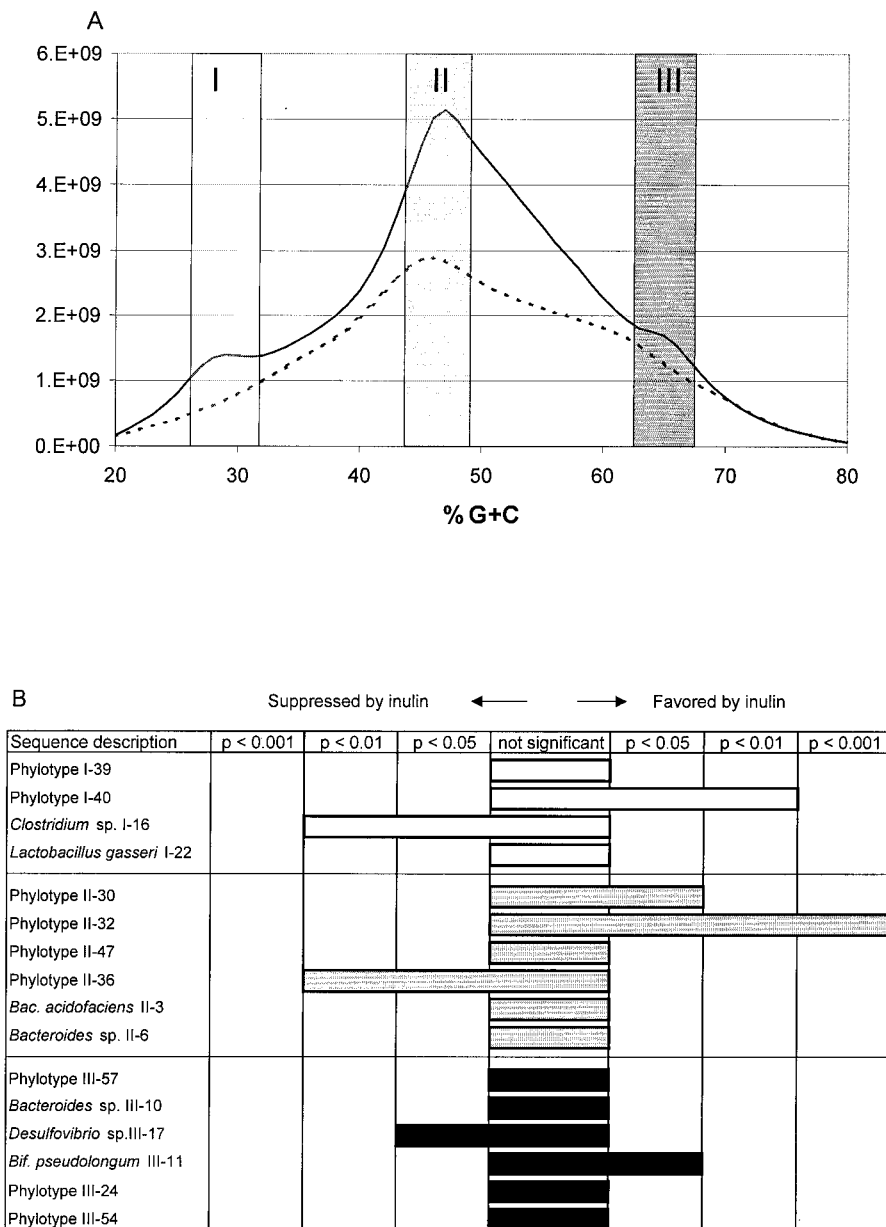 A
6.E+09
5.E+09
4.E+09
3.E+09
2.E+09
1.E+09
0.E+00
I II III
20 30 40 50 60 70 80
% G+C
B
Suppressed by inulin Favored by inulin
Sequence description p < 0.001 p < 0.01 p < 0.05 not significant p < 0.05 p < 0.01 p < 0.001
Phylotype I-39
Phylotype I-40
Clostridium sp. I-16
Lactobacillus gasseri I-22
Phylotype II-30
Phylotype II-32
Phylotype II-47
Phylotype II-36
Bac. acidofaciens II-3
Bacteroides sp. II-6
Phylotype III-57
Bacteroides sp. III-10
Desulfovibrio sp.III-17
Bif. pseudolongum III-11
Phylotype III-24
Phylotype III-54